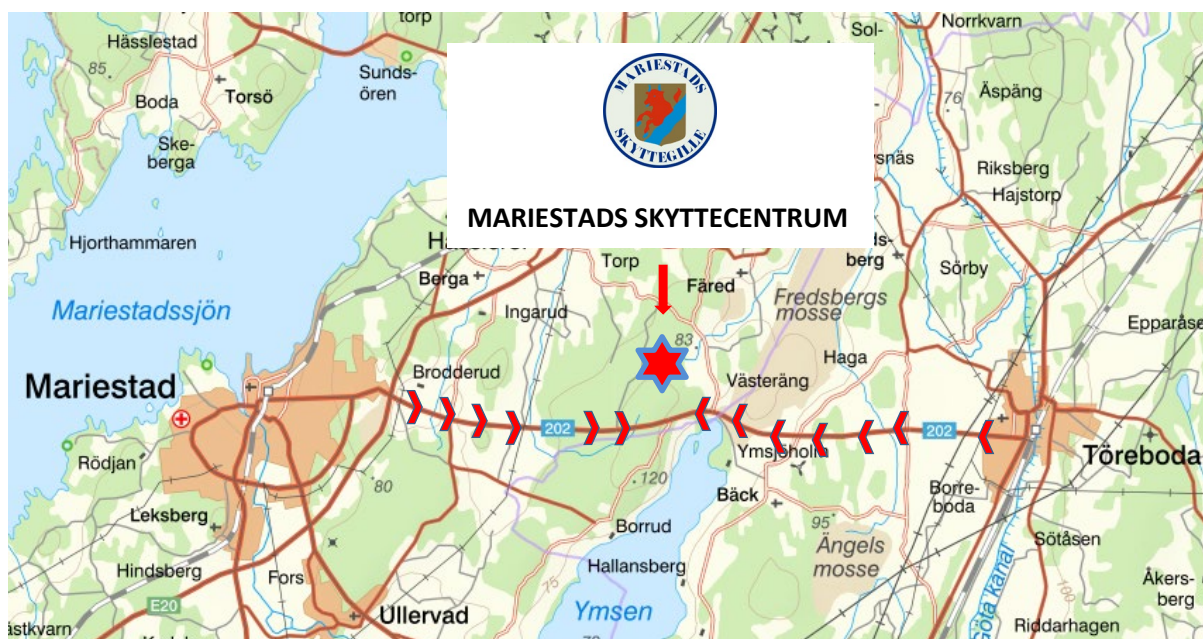 Hässlestad
85
Boda
Torsö
Ske-
berga
torp
Sunds-
ören
MARIESTADS
SKYTTEGILLE
MARIESTADS SKYTTECENTRUM
Sol-
Norrkvarn
76
Äspäng
Riksberg
Hajstorp
Hjorthammaren
Berga
Torp
Färed
berg
Sörby
Mariestadssjön
Ingarud
Fredsbergs
mosse
Epparåse
83
Haga
Mariestad
Brodderud
Västeräng
202
202
Ymsjöholm
Töreboda
Rödjan
80
120
Bäck
Borre-
boda
Leksberg
Borrud
95
Ängels
mosse
Sötåsen
Hindsberg
Fors
Hallansberg
75
Göta kanal
100
Åkers-
berg
E20
Ullervad
Ymsen
Riddarhagen
ästkvarn